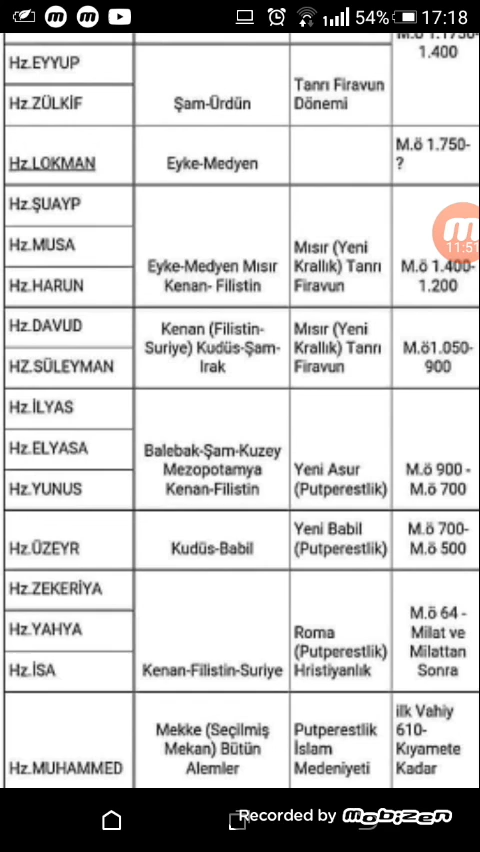 54% 17:18
M.ö 1.1750-
1.400
Hz.EYYUP
Hz.ZÜLKİF
Şam-Ürdün
Tanrı Firavun
Dönemi
Hz.LOKMAN
Eyke-Medyen
M.ö 1.750-
?
Hz.ŞUAYP
Hz.MUSA
Hz.HARUN
Eyke-Medyen Mısır
Kenan- Filistin
Mısır (Yeni
Krallık) Tanrı
Firavun
M.ö 1.400-
1.200
11:51
Hz.DAVUD
HZ.SÜLEYMAN
Kenan (Filistin-
Suriye) Kudüs-Şam-
Irak
Mısır (Yeni
Krallık) Tanrı
Firavun
M.ö1.050-
900
Hz.İLYAS
Hz.ELYASA
Hz.YUNUS
Balebak-Şam-Kuzey
Mezopotamya
Kenan-Filistin
Yeni Asur
(Putperestlik)
M.ö 900 -
M.ö 700
Hz.ÜZEYR
Kudüs-Babil
Yeni Babil
(Putperestlik)
M.ö 700-
M.ö 500
Hz.ZEKERİYA
Hz.YAHYA
Hz.İSA
Kenan-Filistin-Suriye
Roma
(Putperestlik)
Hristiyanlık
M.ö 64 -
Milat ve
Milattan
Sonra
Hz.MUHAMMED
Mekke (Seçilmiş
Mekan) Bütün
Alemler
Putperestlik
İslam
Medeniyeti
ilk Vahiy
610-
Kıyamete
Kadar
Recorded by Mobizen